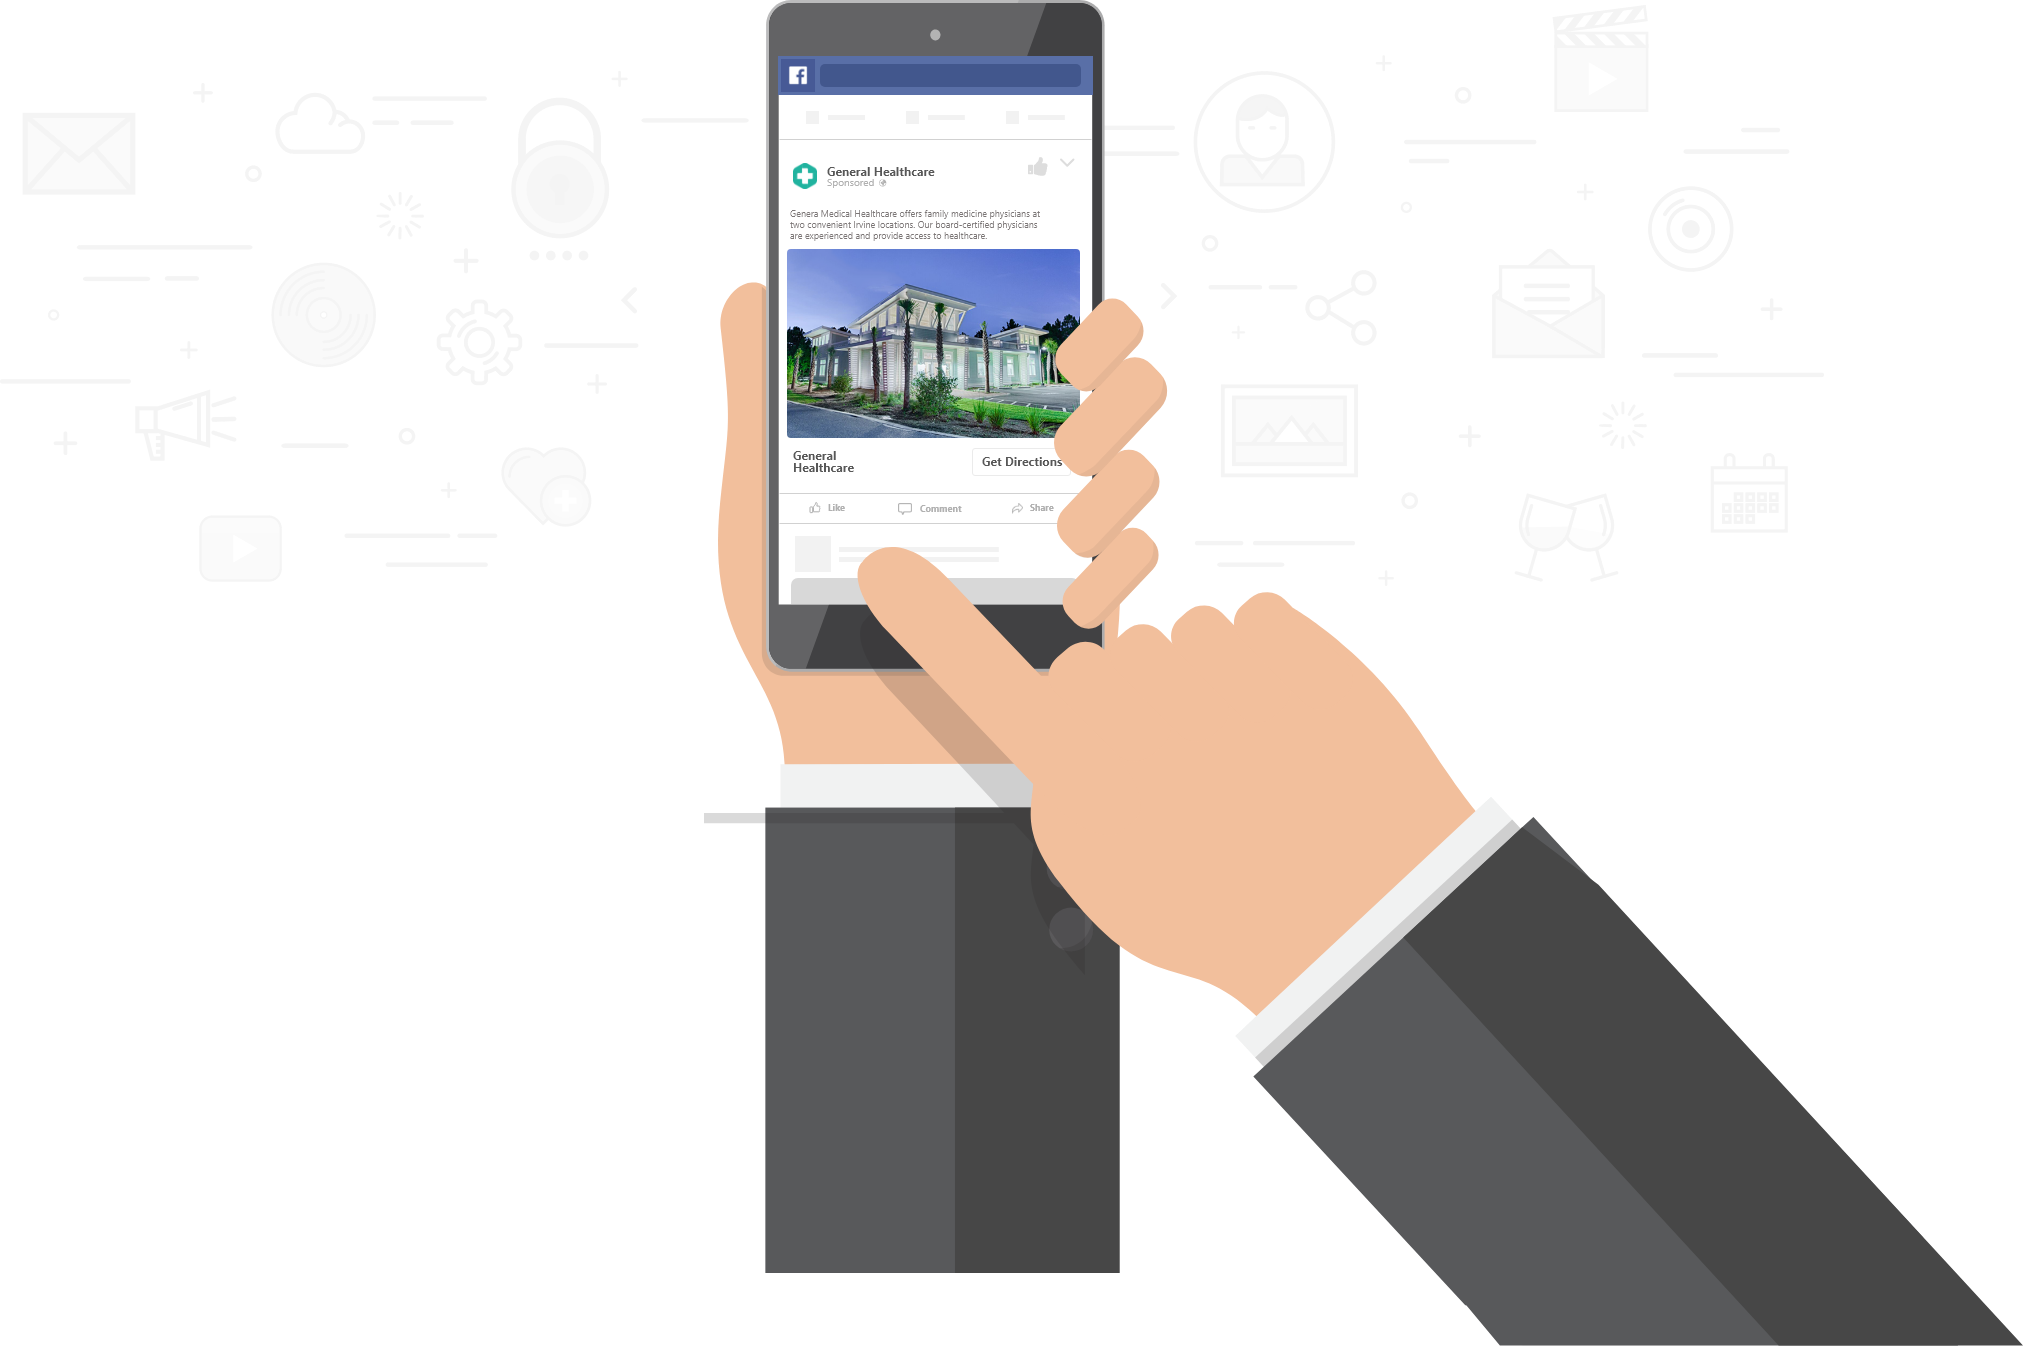 General Healthcare
Sponsored
Genera Medical Healthcare offers family medicine physicians at
two convenient Irvine locations. Our board-certified physicians
are experienced and provide access to healthcare.
General
Healthcare
Get Directions
Like
Comment
Share